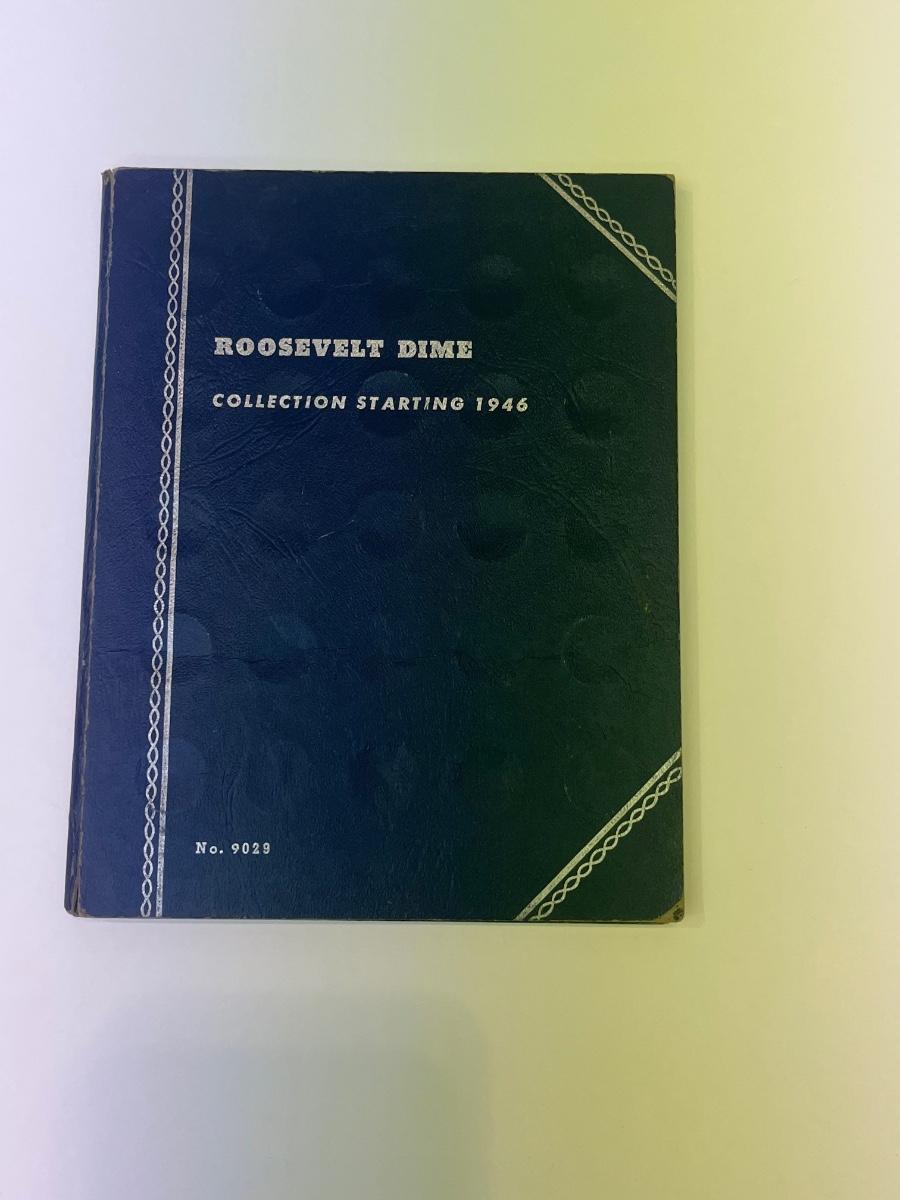 ROOSEVELT DIME
COLLECTION STARTING 1946
No. 9029